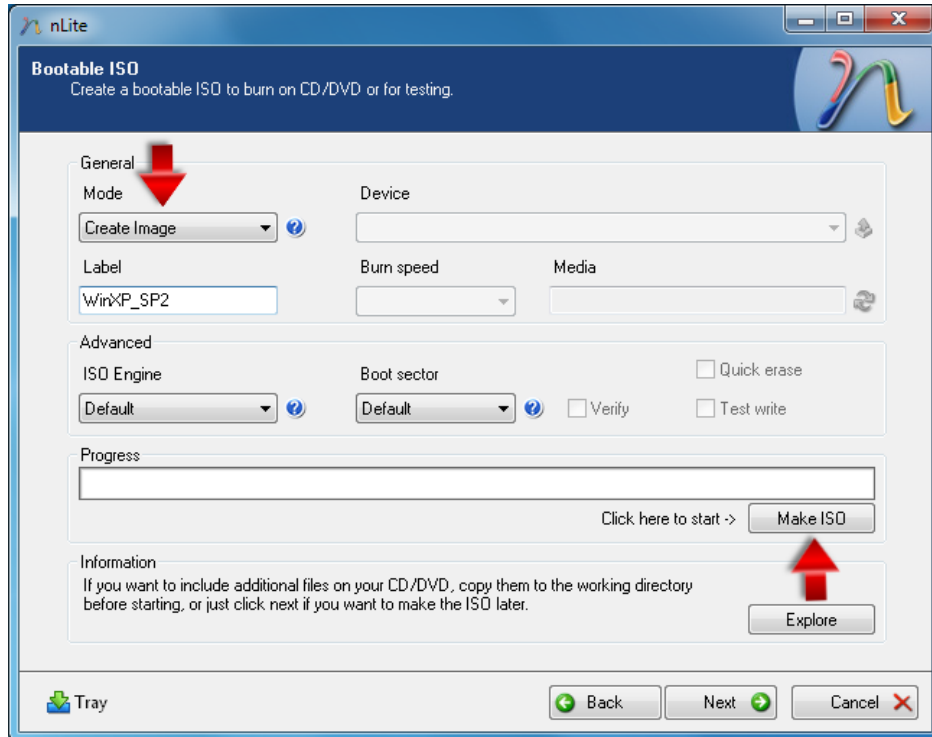 nLite
Bootable ISO
Create a bootable ISO to burn on CD/DVD or for testing.
General
Mode
Device
Create Image
Label
Burn speed
Media
WinXP_SP2
Advanced
ISO Engine
Boot sector
Quick erase
Default
Default
Verify
Test write
Progress
Click here to start ->
Make ISO
Information
If you want to include additional files on your CD/DVD, copy them to the working directory
before starting, or just click next if you want to make the ISO later.
Explore
Tray
Back
Next
Cancel